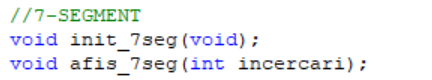 //7-SEGMENT
void init_7seg(void);
void afis_7seg(int incercari);